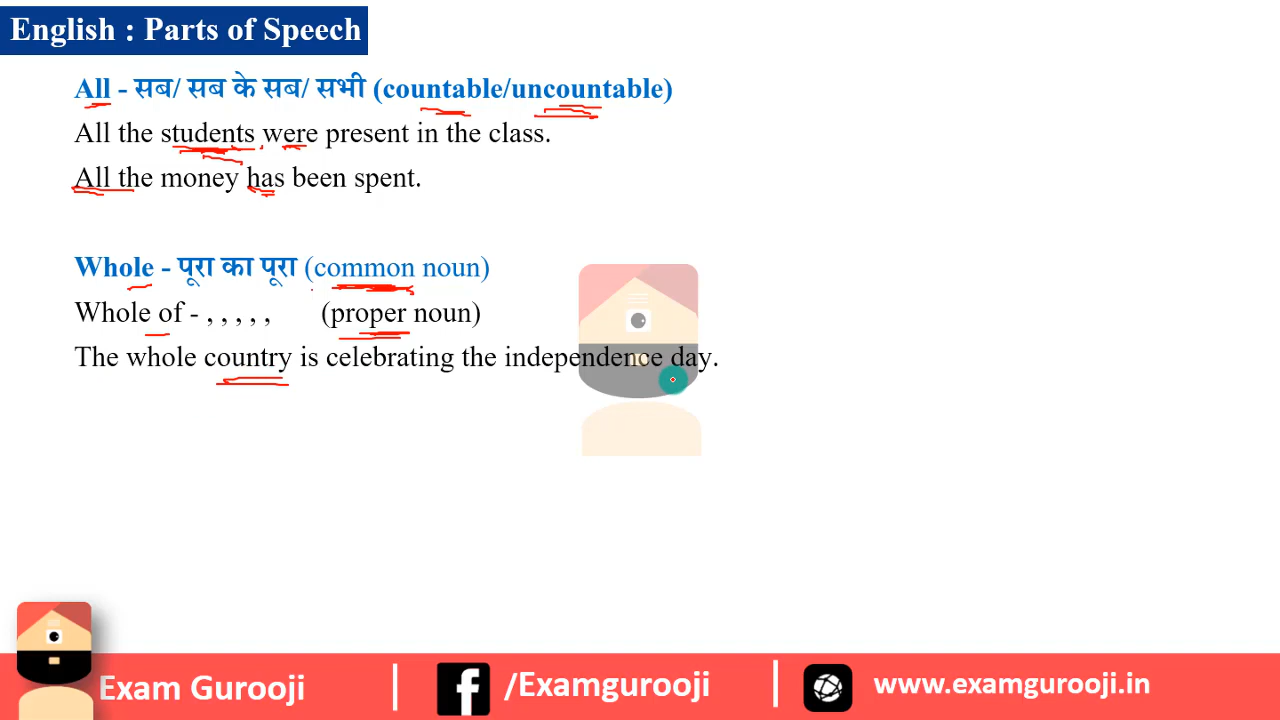 English : Parts of Speech
All - सब/ सब के सब/ सभी (countable/uncountable)
All the students were present in the class.
All the money has been spent.
Whole - पूरा का पूरा (common noun)
Whole of - , , , , , (proper noun)
The whole country is celebrating the independence day.
Exam Gurooji | /Examgurooji | www.examgurooji.in